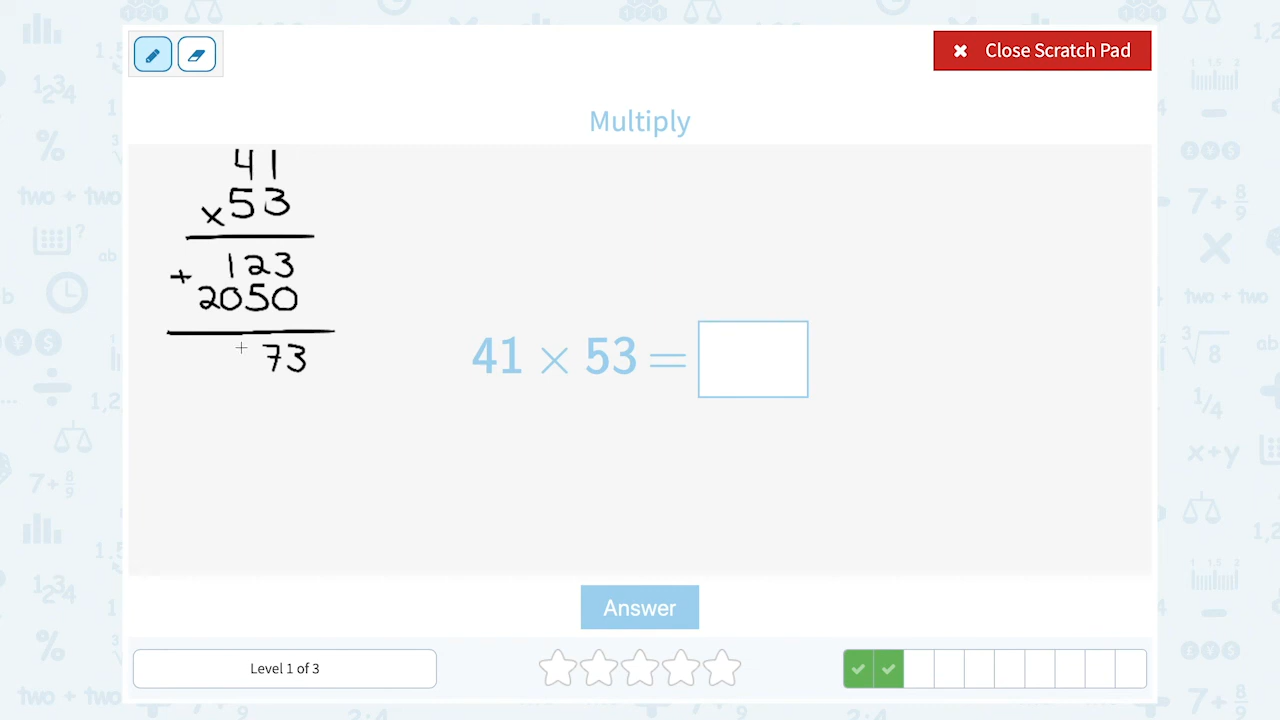 ✖ Close Scratch Pad
Multiply
41
×53
123
+
2050
73
41 × 53 =
Answer
Level 1 of 3